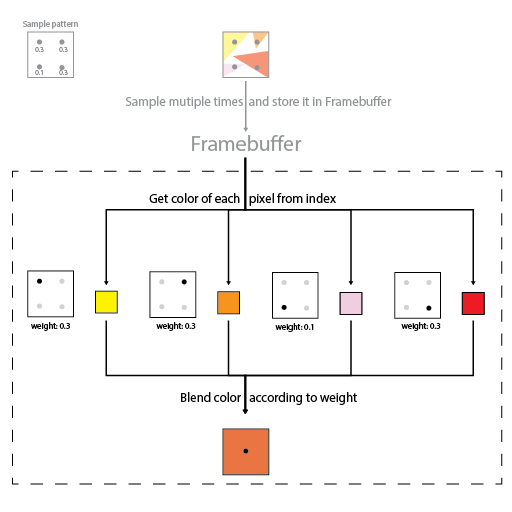 Sample pattern
0.3 0.3
0.1 0.3
Sample mutiple times and store it in Framebuffer
Framebuffer
Get color of each pixel from index
weight: 0.3 weight: 0.3 weight: 0.1 weight: 0.3
Blend color according to weight